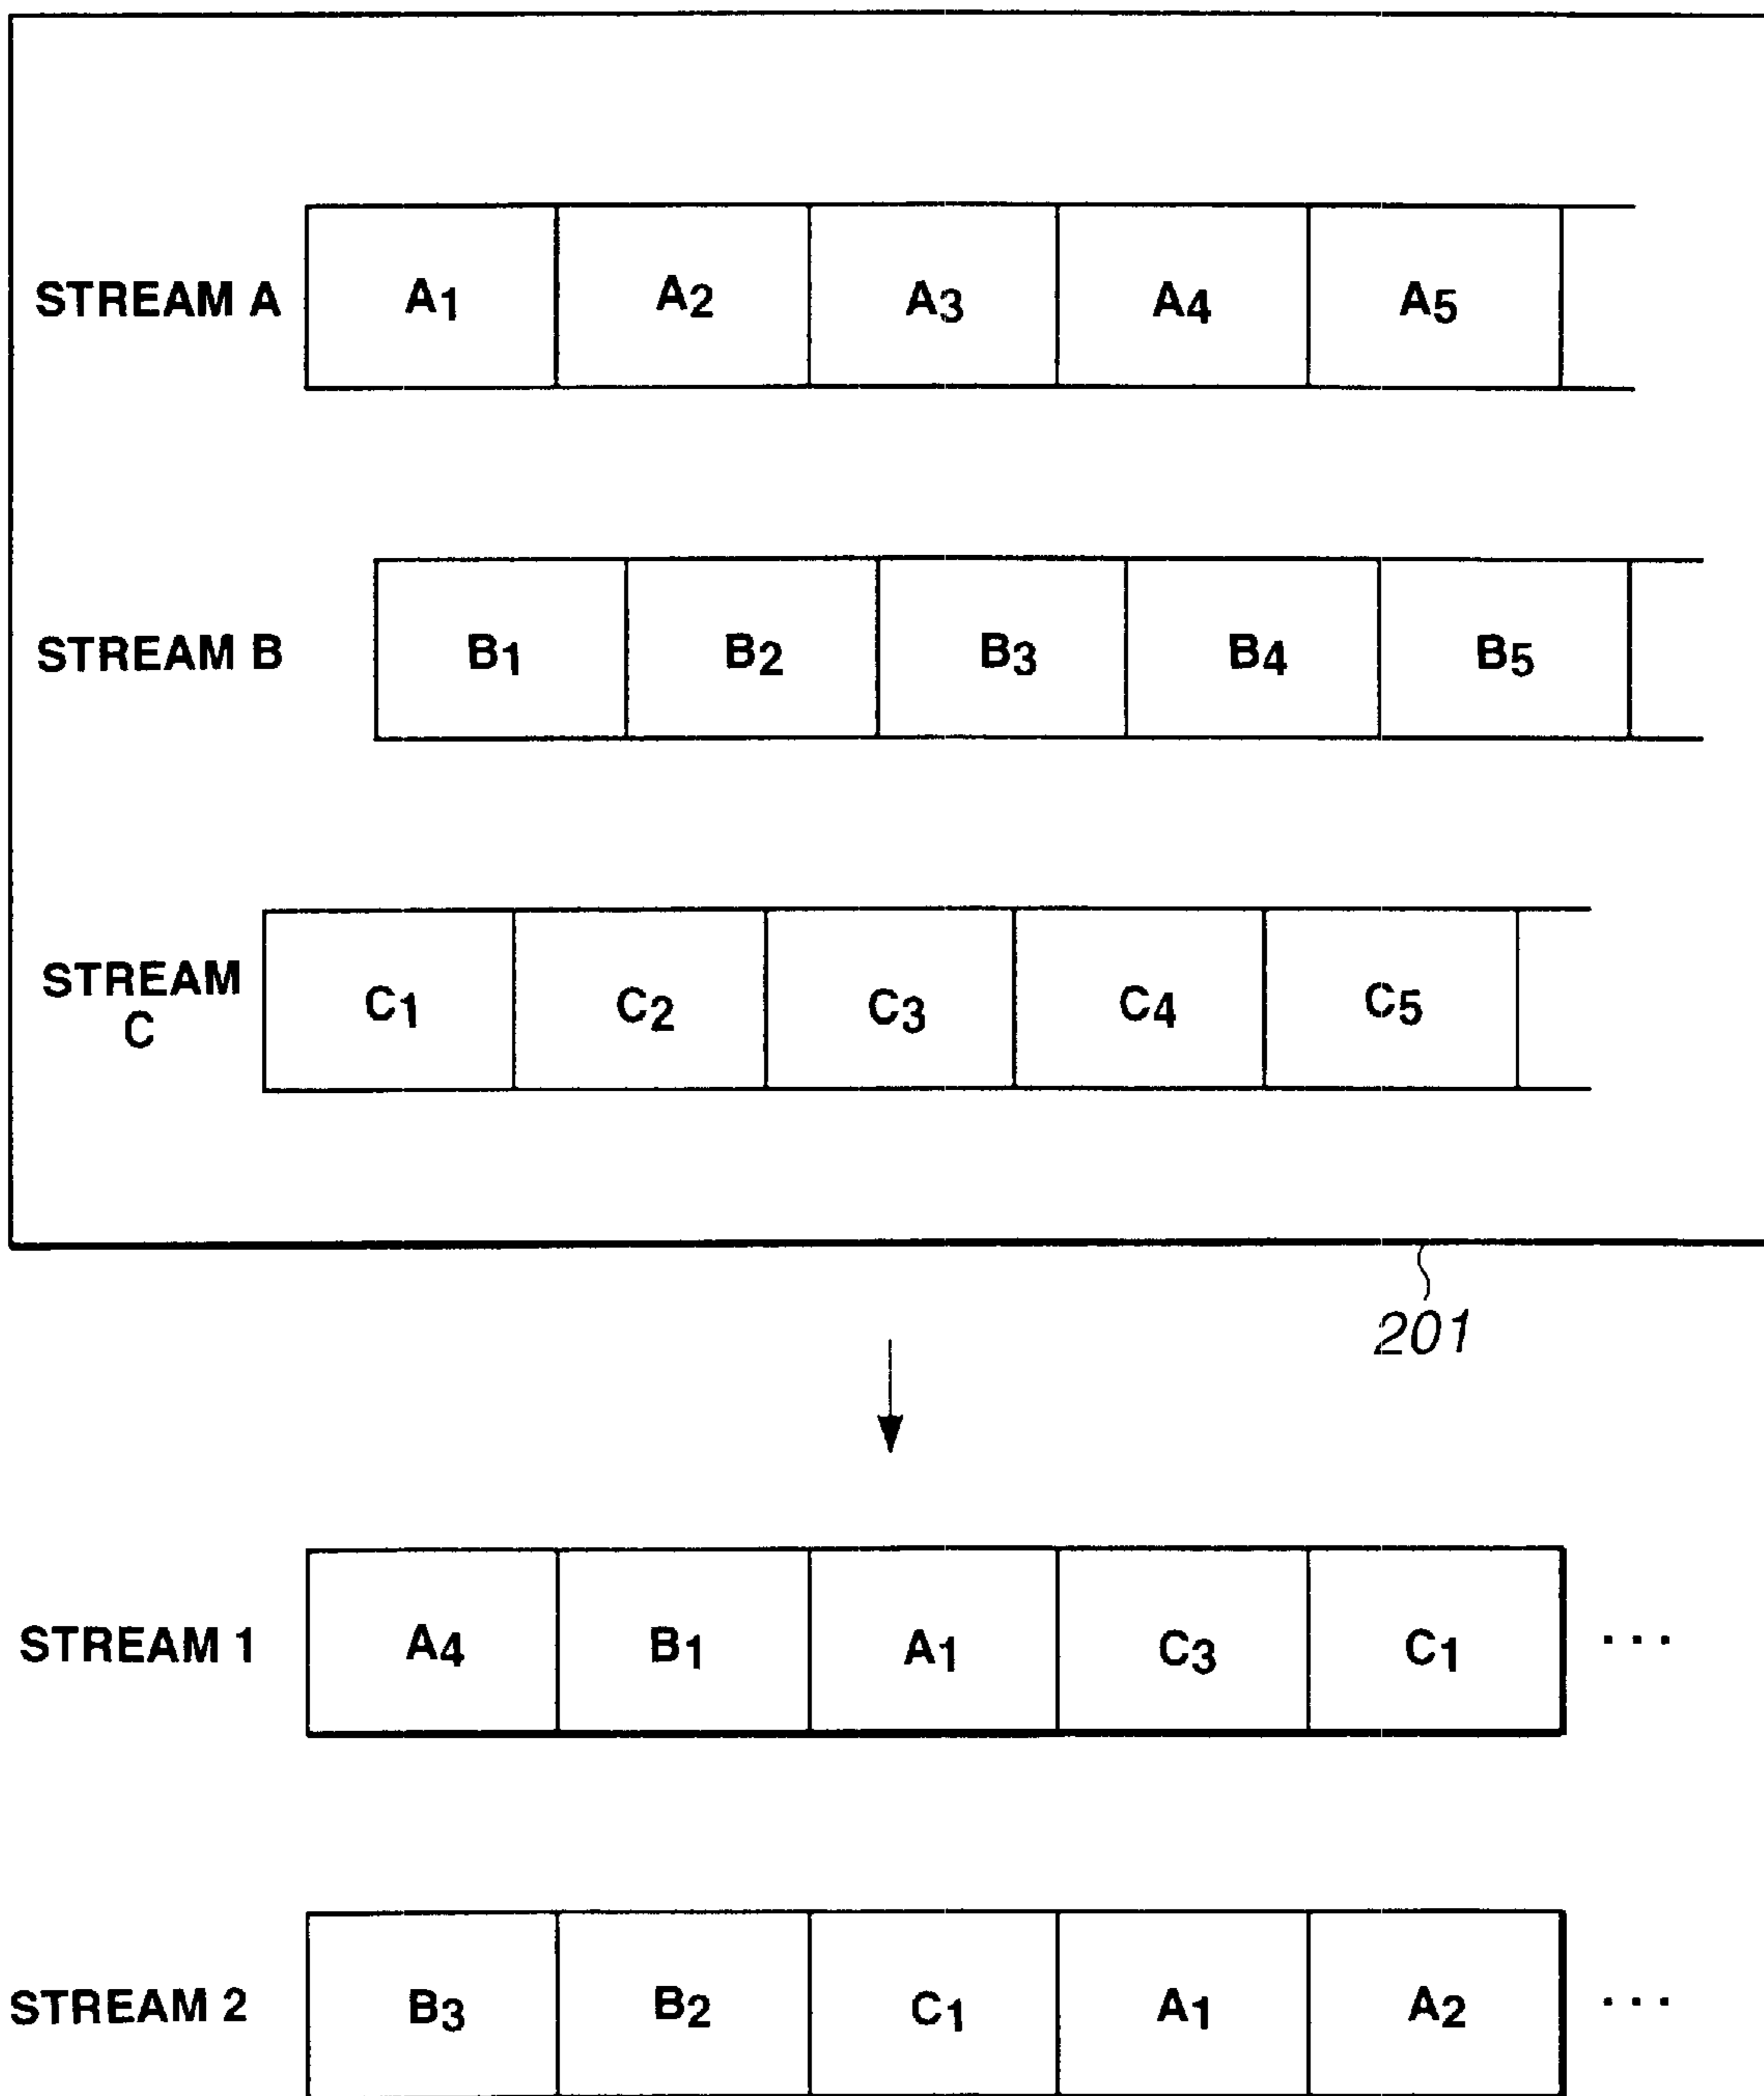 STREAM A A1 A2 A3 A4 A5
STREAM B B1 B2 B3 B4 B5
STREAM
C
C1 C2 C3 C4 C5
201
STREAM 1 A4 B1 A1 C3 C1 ...
STREAM 2 B3 B2 C1 A1 A2 ...